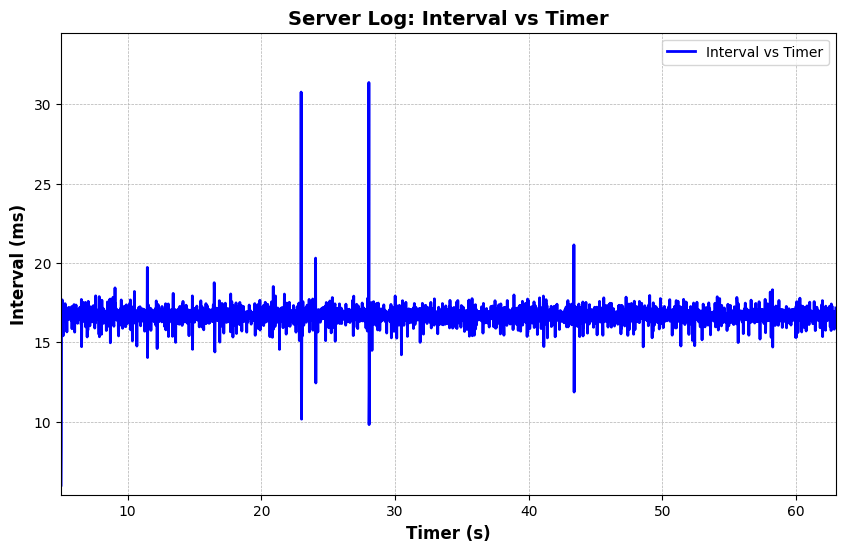 Server Log: Interval vs Timer
Interval vs Timer
Interval (ms)
30
25
20
15
10
10 20 30 40 50 60
Timer (s)